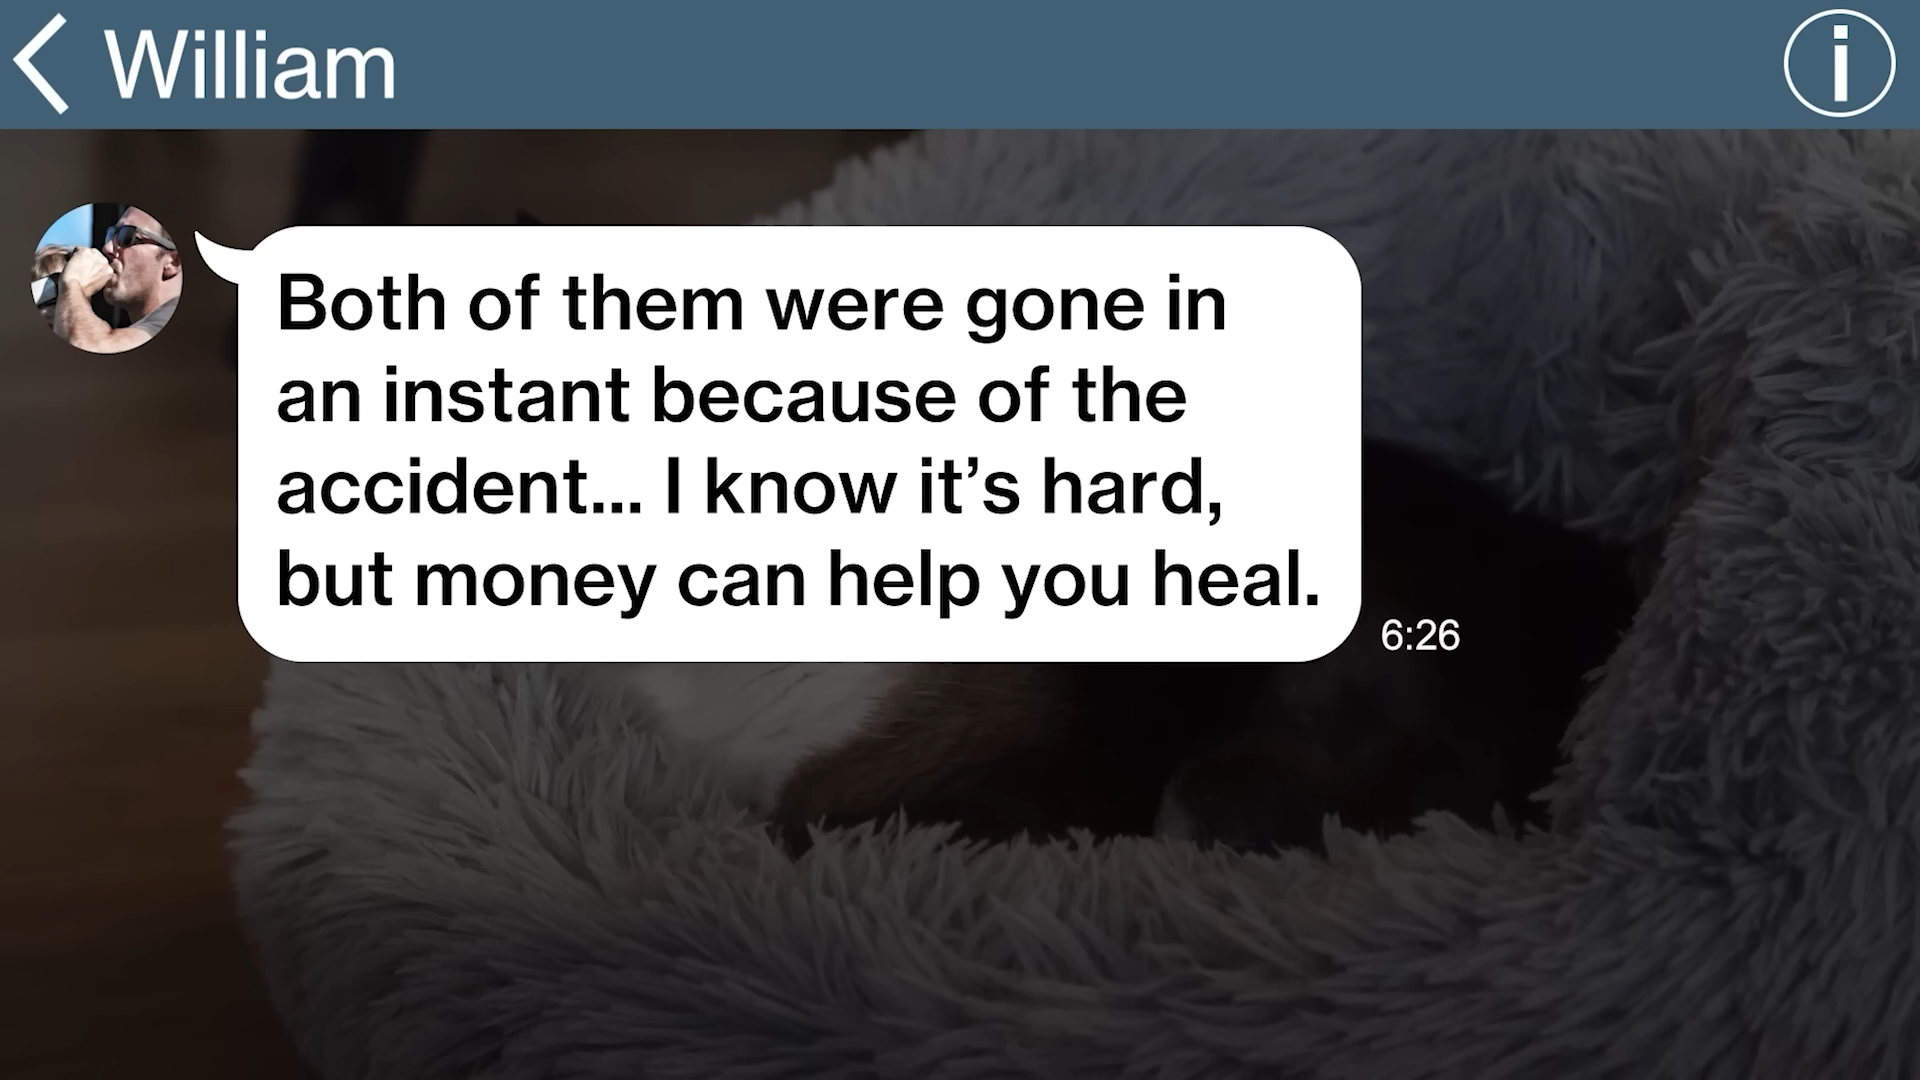 William
Both of them were gone in
an instant because of the
accident... I know it’s hard,
but money can help you heal.
6:26